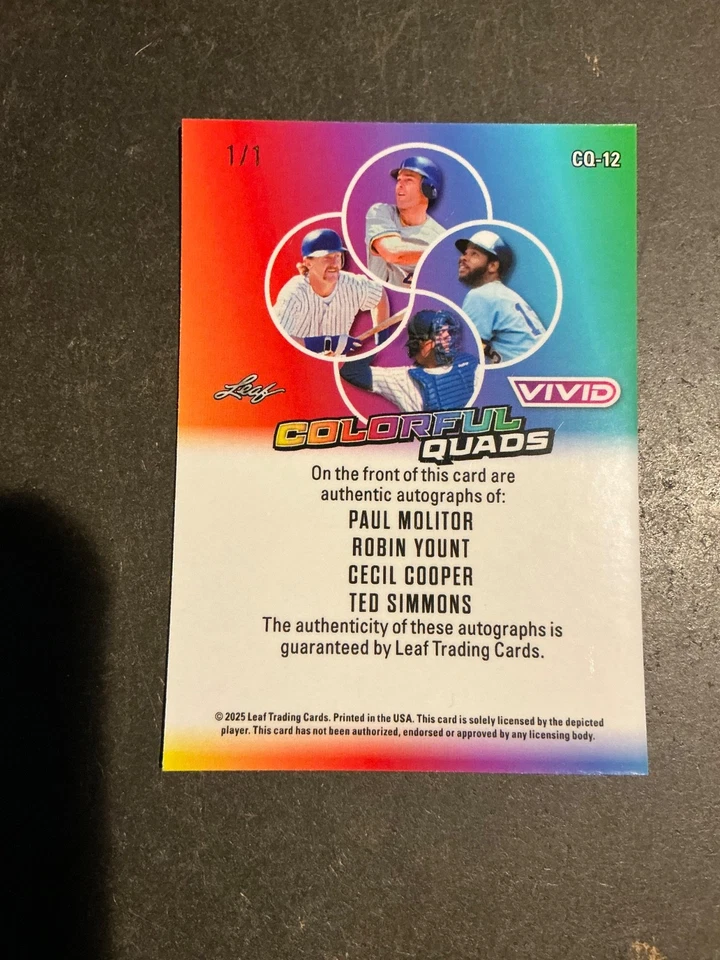 1/1
CQ-12
Leaf
VIVID
COLORFUL
QUADS
On the front of this card are
authentic autographs of:
PAUL MOLITOR
ROBIN YOUNT
CECIL COOPER
TED SIMMONS
The authenticity of these autographs is
guaranteed by Leaf Trading Cards.
© 2025 Leaf Trading Cards. Printed in the USA. This card is solely licensed by the depicted
player. This card has not been authorized, endorsed or approved by any licensing body.